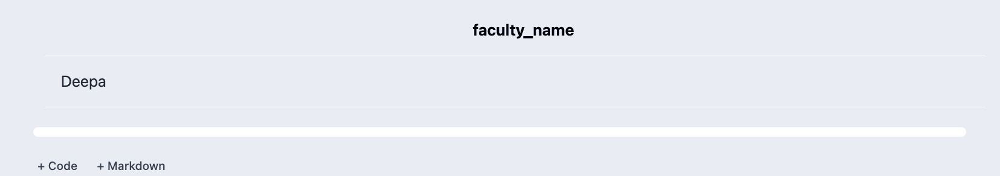 faculty_name
Deepa
+ Code + Markdown